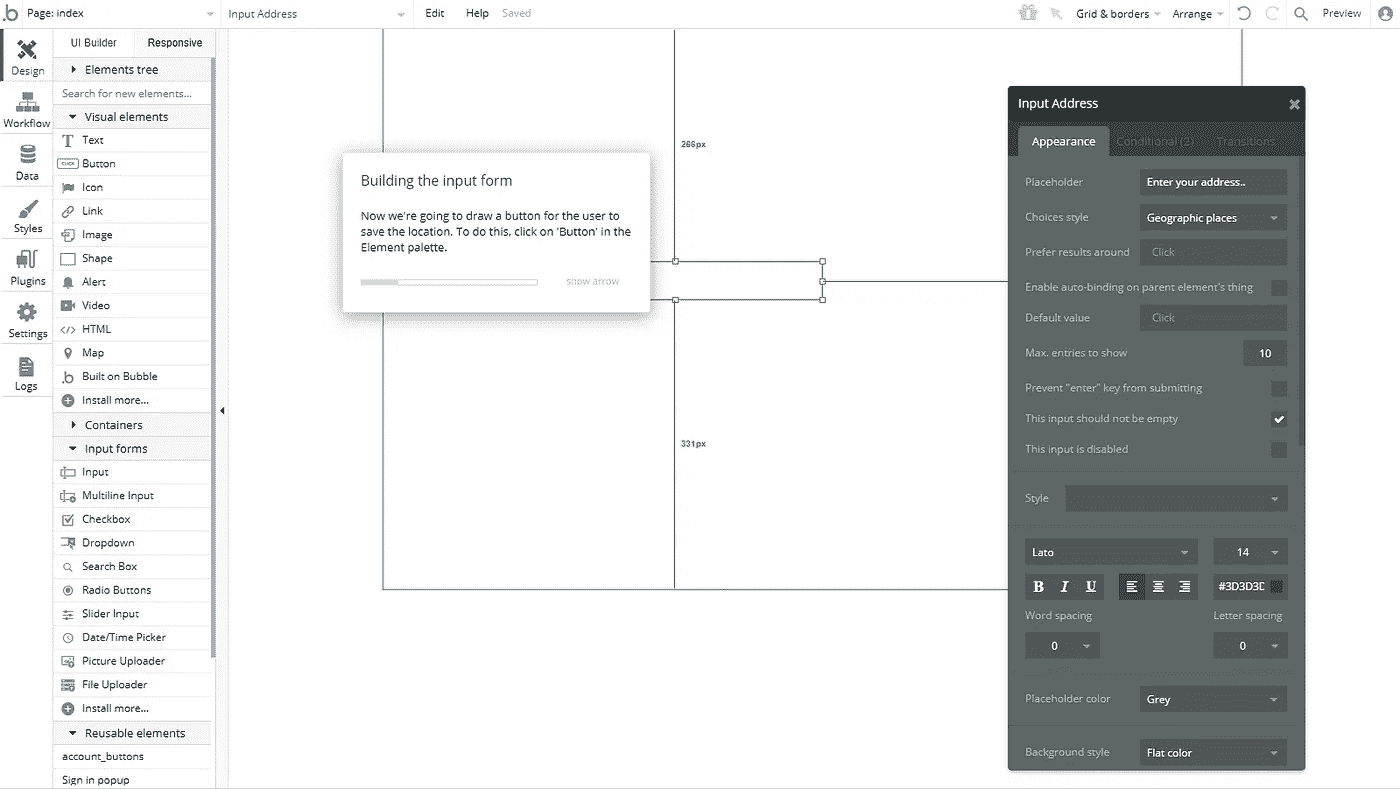 Page: index
Input Address
Edit
Help
Saved
Grid & borders
Arrange
Preview
Design
Workflow
Data
Styles
Plugins
Settings
Logs
UI Builder
Responsive
Elements tree
Search for new elements...
Visual elements
Text
CLICK
Button
Icon
Link
Image
Shape
Alert
Video
HTML
Map
Built on Bubble
Install more...
Containers
Input forms
Input
Multiline Input
Checkbox
Dropdown
Search Box
Radio Buttons
Slider Input
Date/Time Picker
Picture Uploader
File Uploader
Install more...
Reusable elements
account_buttons
Sign in popup
266px
Building the input form
Now we're going to draw a button for the user to
save the location. To do this, click on 'Button' in the
Element palette.
show arrow
331px
Input Address
Appearance
Conditional (2)
Transitions
Placeholder
Enter your address..
Choices style
Geographic places
Prefer results around
Click
Enable auto-binding on parent element's thing
Default value
Click
Max. entries to show
10
Prevent "enter" key from submitting
This input should not be empty
This input is disabled
Style
Lato
14
B I U
#3D3D3D
Word spacing
Letter spacing
0
0
Placeholder color
Grey
Background style
Flat color